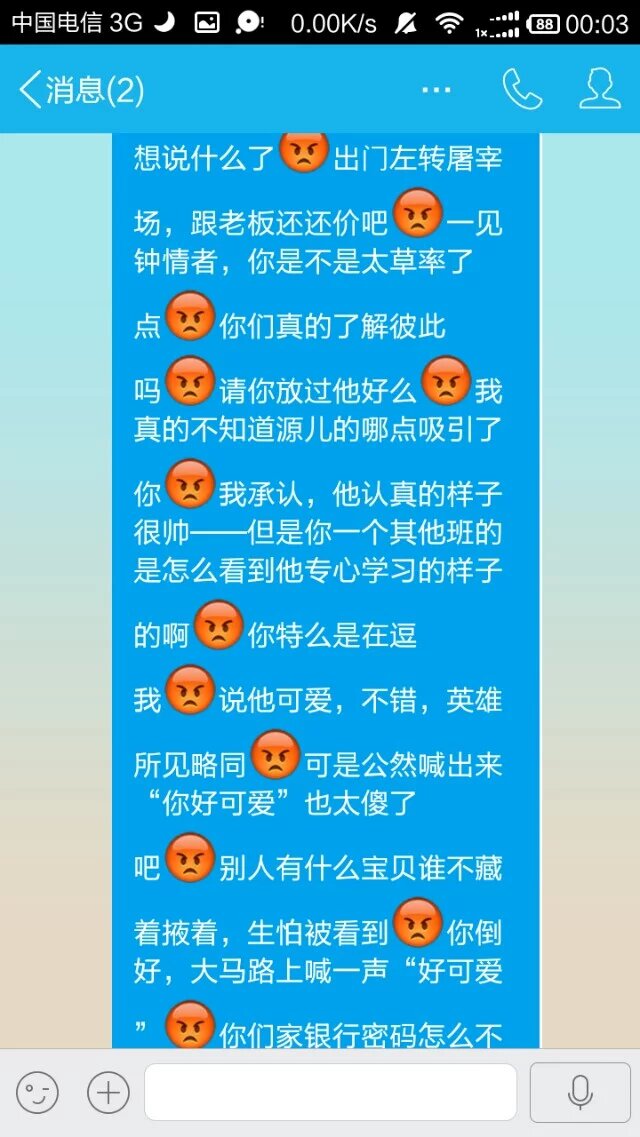 中国电信 3G 0.00K/s 1x 88 00:03
消息(2)
想说什么了😡出门左转屠宰
场，跟老板还还价吧😡一见
钟情者，你是不是太草率了
点😡你们真的了解彼此
吗😡请你放过他好么😡我
真的不知道源儿的哪点吸引了
你😡我承认，他认真的样子
很帅——但是你一个其他班的
是怎么看到他专心学习的样子
的啊😡你特么是在逗
我😡说他可爱，不错，英雄
所见略同😡可是公然喊出来
“你好可爱”也太傻了
吧😡别人有什么宝贝谁不藏
着掖着，生怕被看到😡你倒
好，大马路上喊一声“好可爱
”😡你们家银行密码怎么不